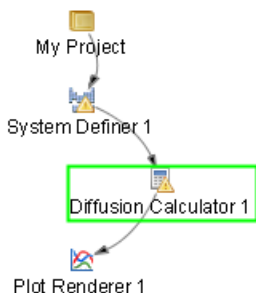 My Project
System Definer 1
Diffusion Calculator 1
Plot Renderer 1